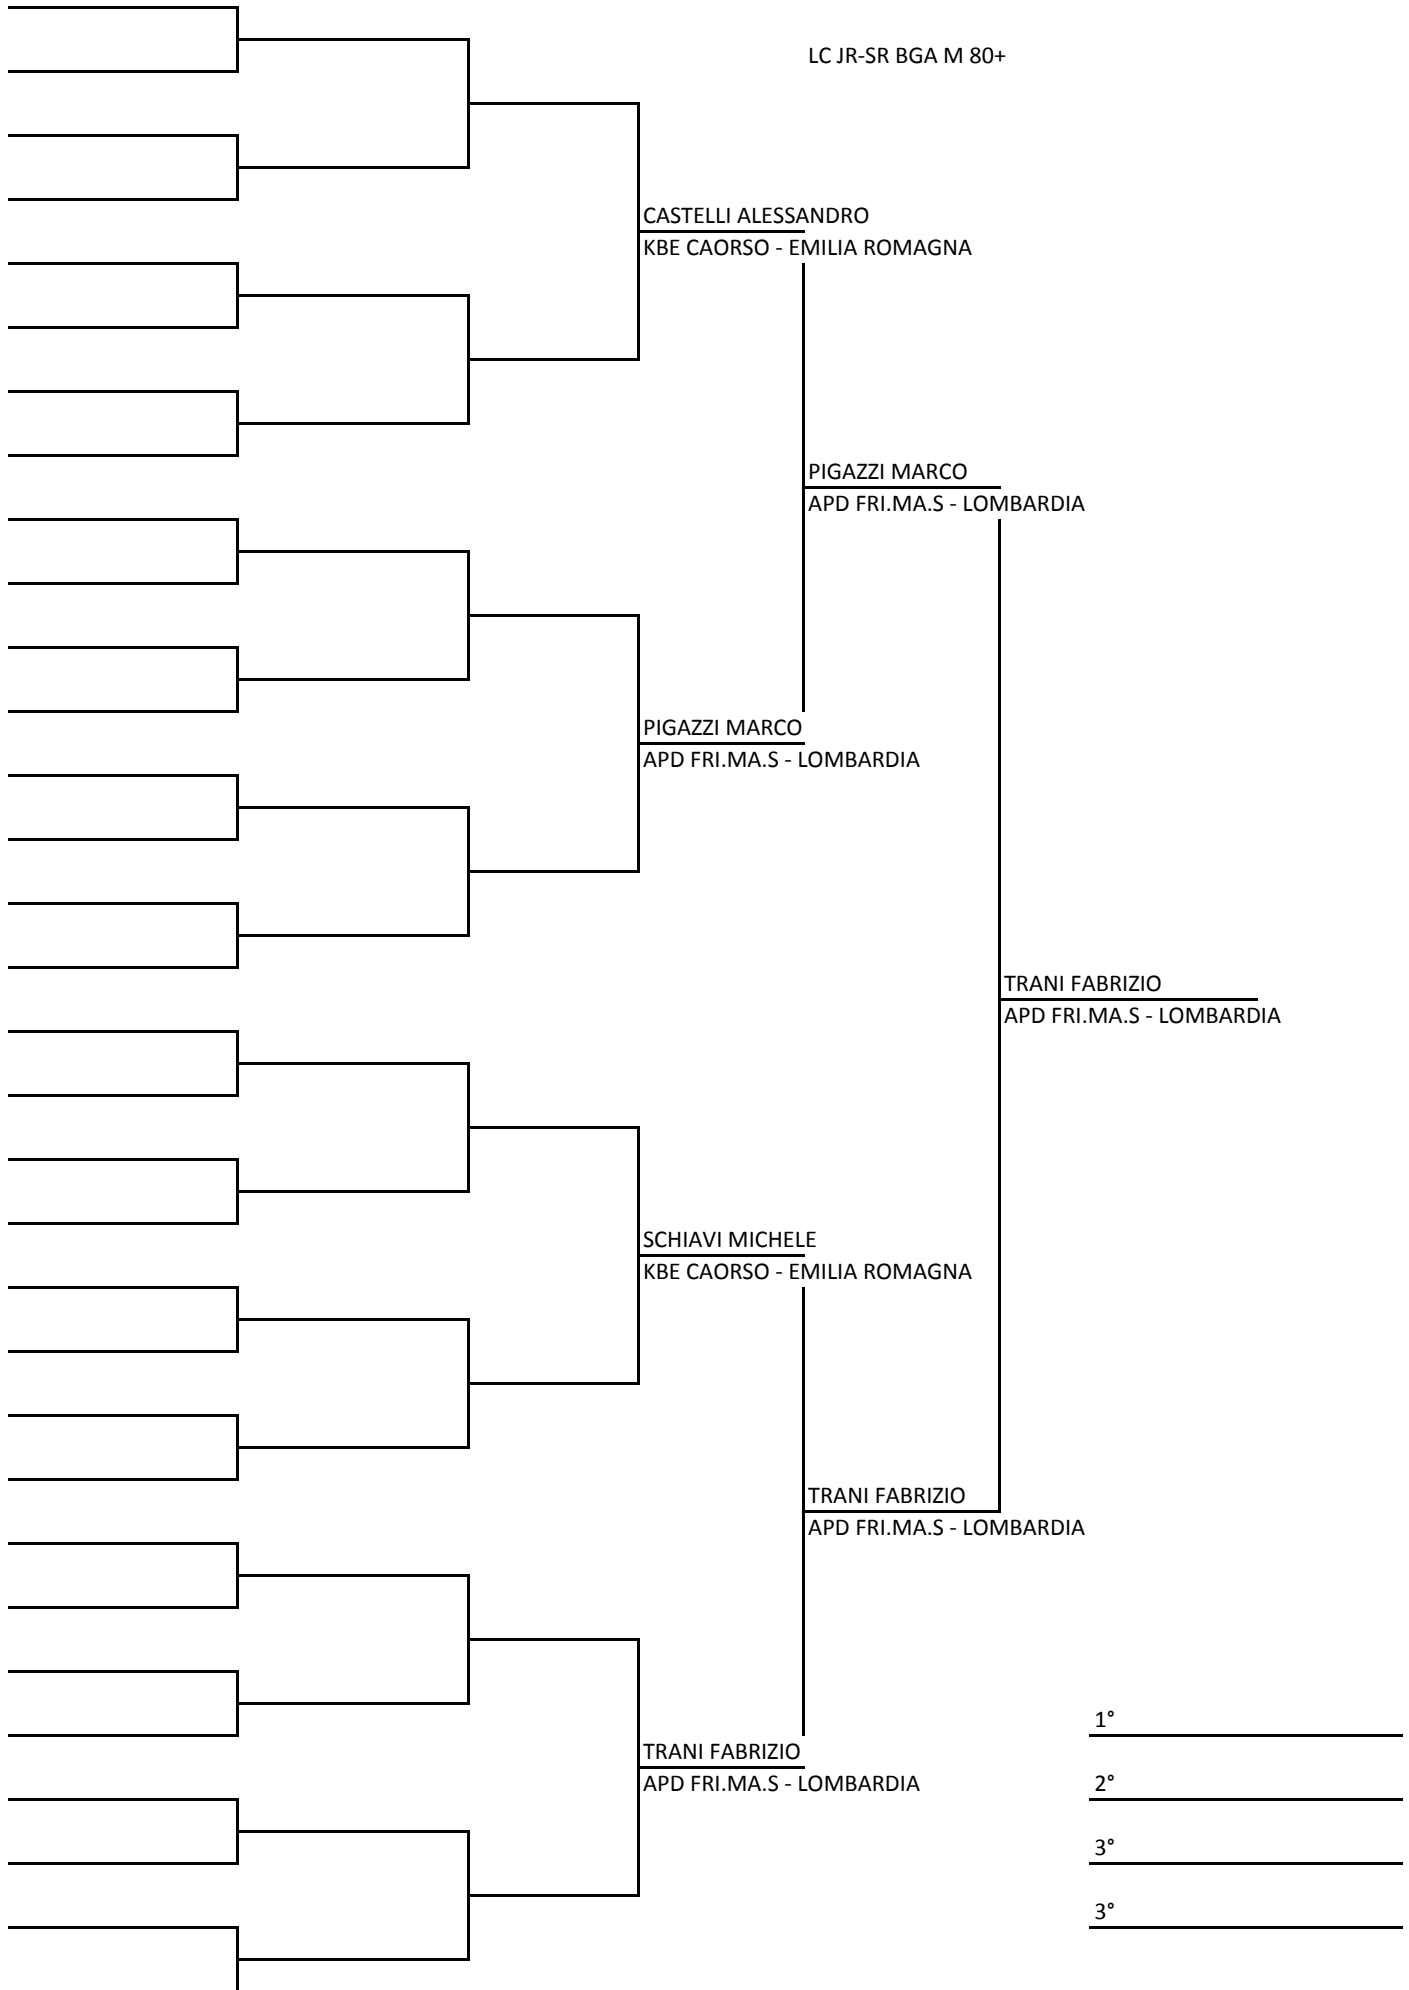 LC JR-SR BGA M 80+
CASTELLI ALESSANDRO
KBE CAORSO - EMILIA ROMAGNA
PIGAZZI MARCO
APD FRI.MA.S - LOMBARDIA
PIGAZZI MARCO
APD FRI.MA.S - LOMBARDIA
TRANI FABRIZIO
APD FRI.MA.S - LOMBARDIA
SCHIAVI MICHELE
KBE CAORSO - EMILIA ROMAGNA
TRANI FABRIZIO
APD FRI.MA.S - LOMBARDIA
1°
TRANI FABRIZIO
APD FRI.MA.S - LOMBARDIA
2°
3°
3°